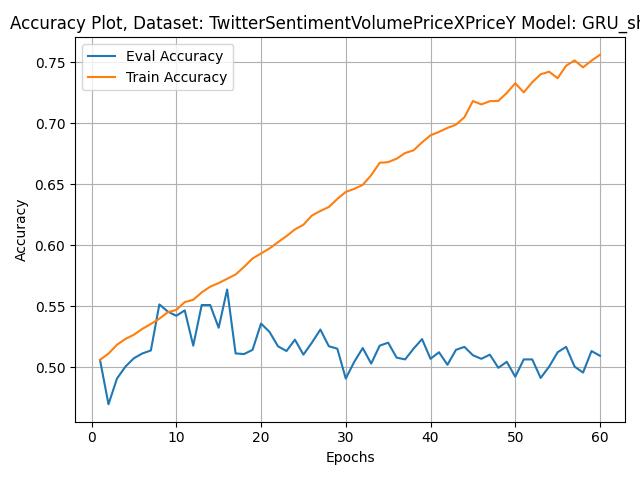 Accuracy Plot, Dataset: TwitterSentimentVolumePriceXPriceY Model: GRU_sh
Eval Accuracy
Train Accuracy
0.75
0.70
0.65
0.60
0.55
0.50
Accuracy
0 10 20 30 40 50 60
Epochs